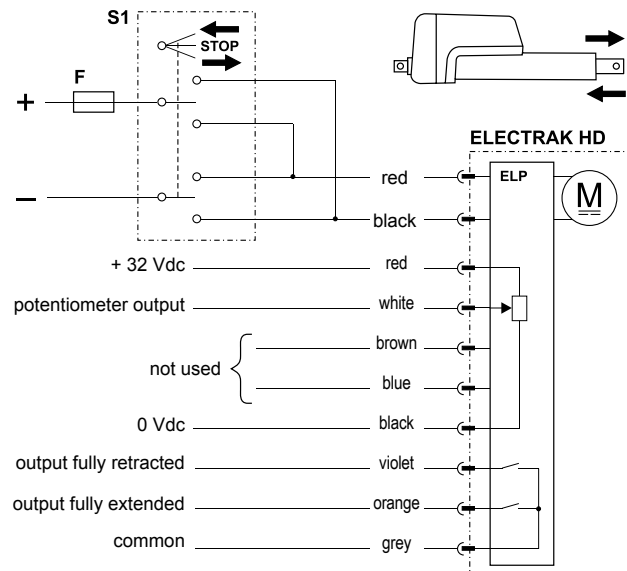 S1
STOP
F
+
–
ELECTRAK HD
red
ELP
M
black
+ 32 Vdc red
potentiometer output white
not used
brown
blue
0 Vdc black
output fully retracted violet
output fully extended orange
common grey